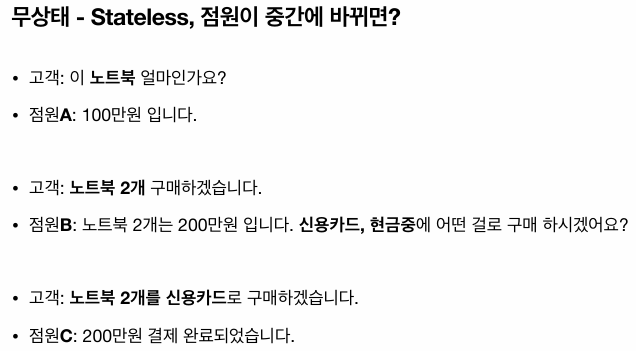 무상태 - Stateless, 점원이 중간에 바뀌면?
• 고객: 이 노트북 얼마인가요?
• 점원A: 100만원 입니다.
• 고객: 노트북 2개 구매하겠습니다.
• 점원B: 노트북 2개는 200만원 입니다. 신용카드, 현금중에 어떤 걸로 구매 하시겠어요?
• 고객: 노트북 2개를 신용카드로 구매하겠습니다.
• 점원C: 200만원 결제 완료되었습니다.